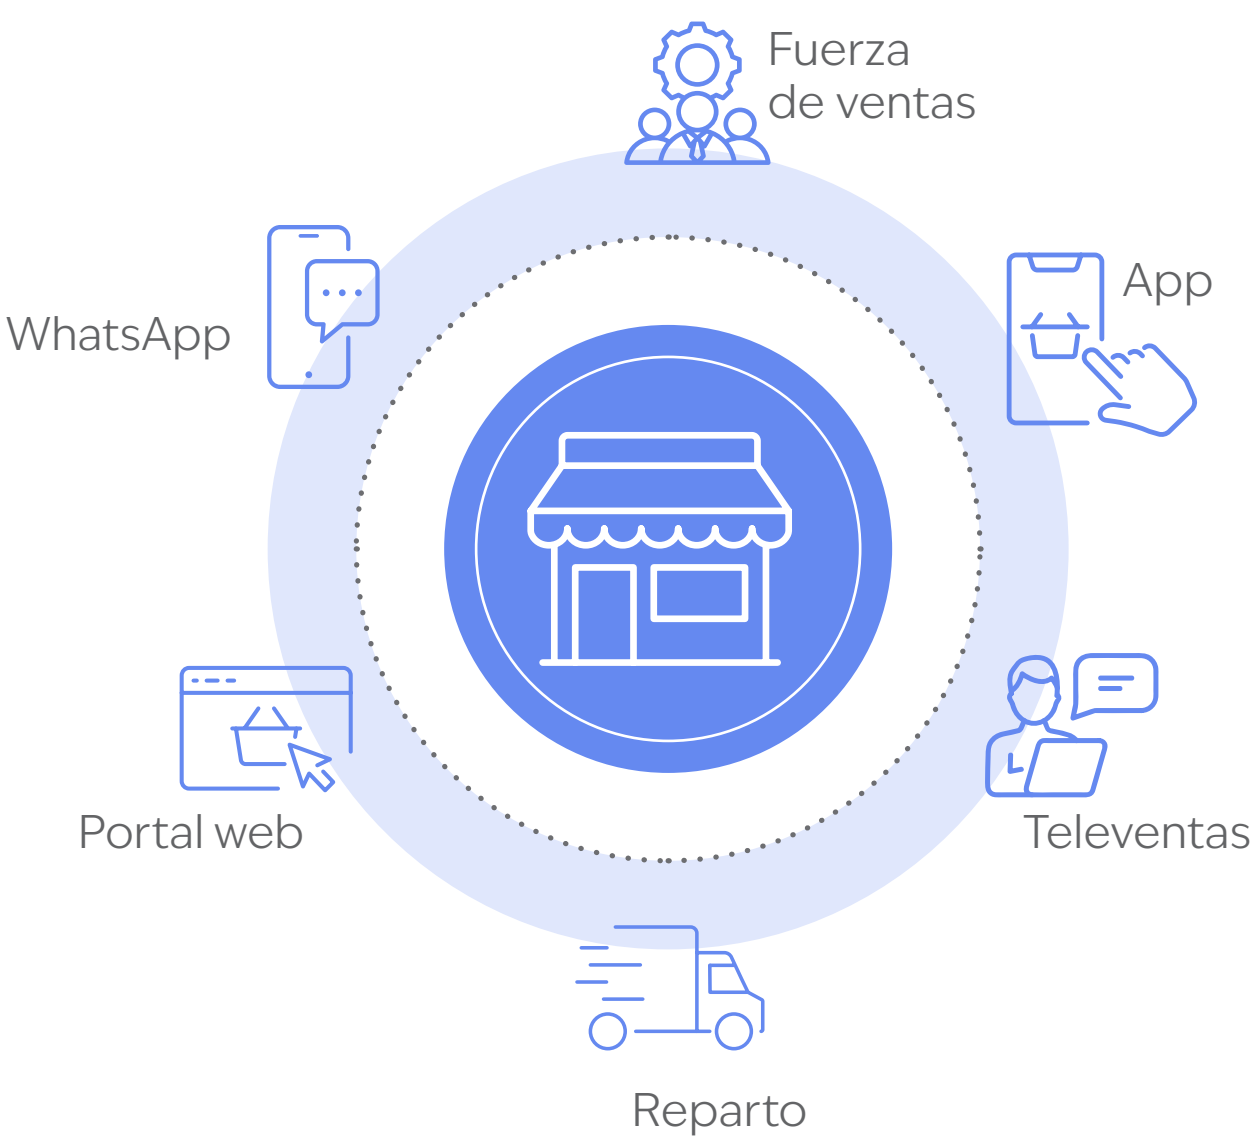 Fuerza
de ventas
App
WhatsApp
Portal web
Televentas
Reparto